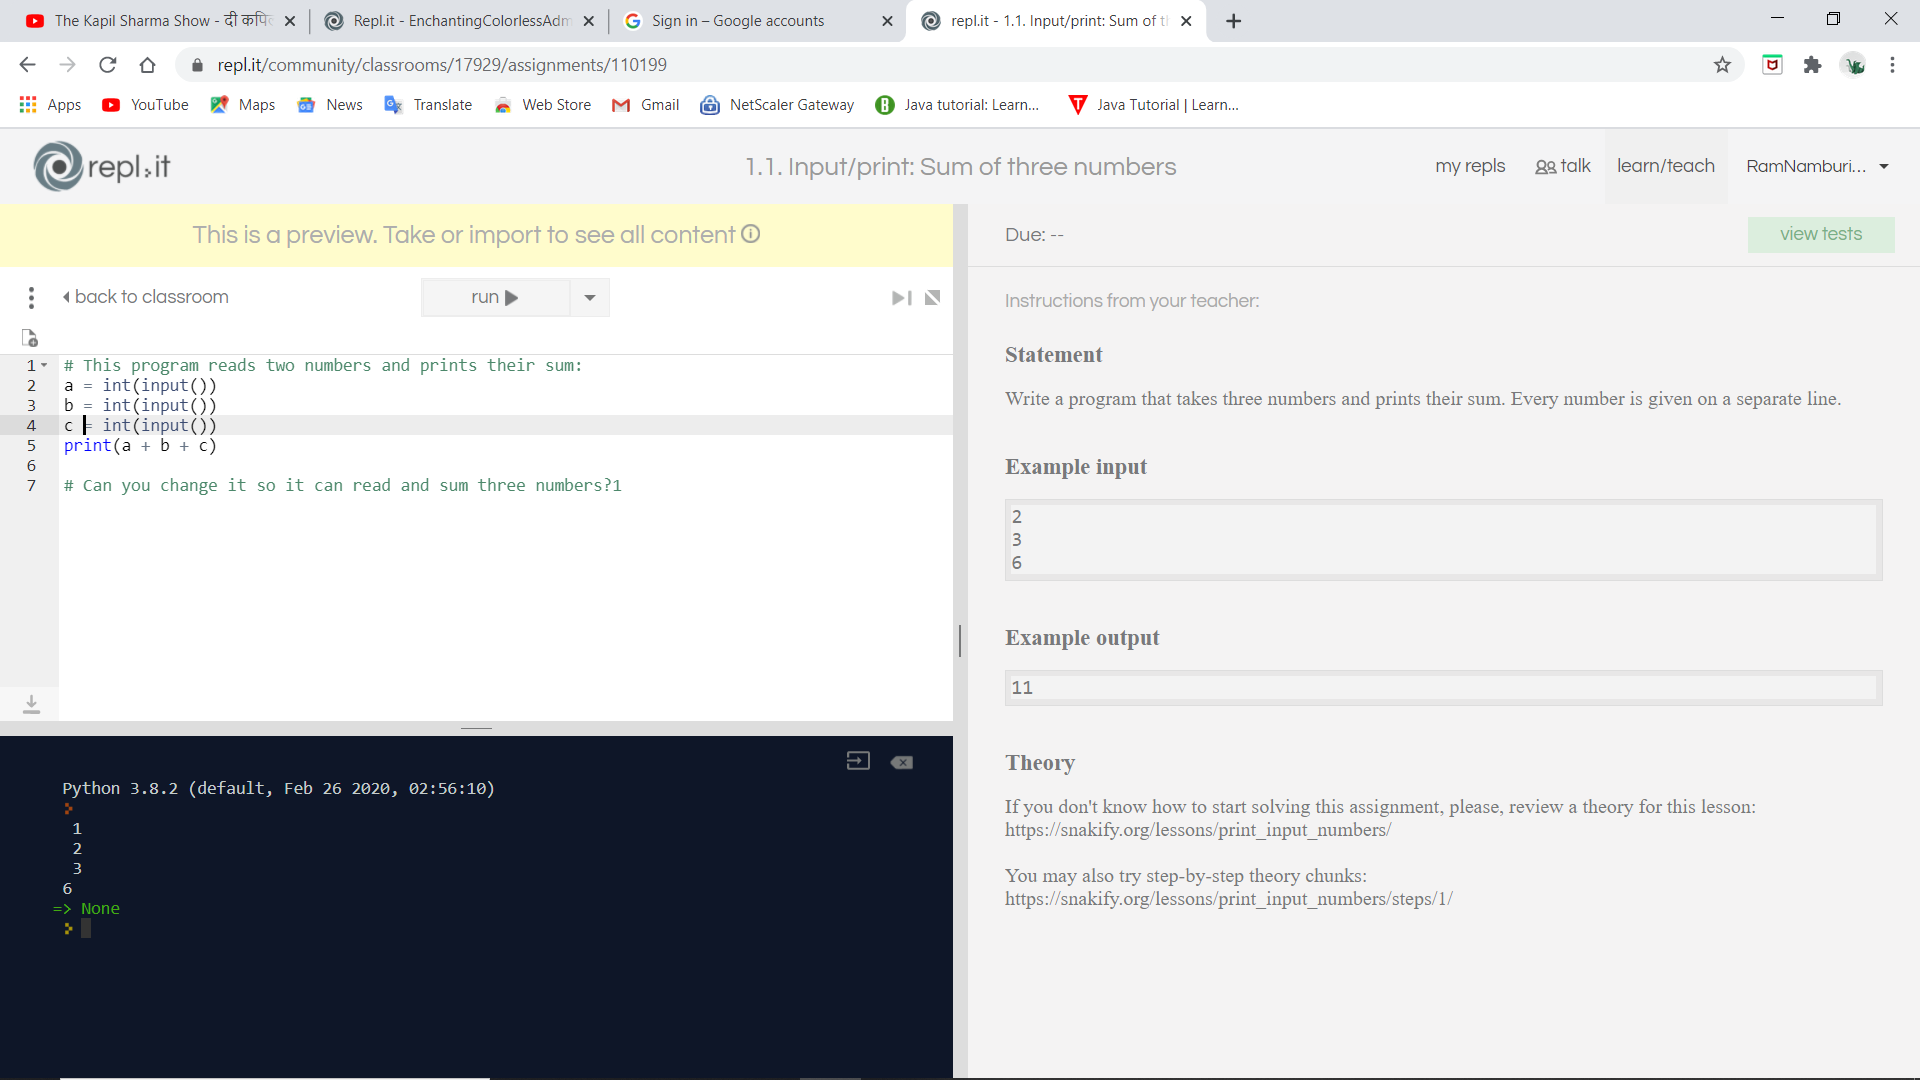 The Kapil Sharma Show - दी कपि
Repl.it - EnchantingColorlessAdm
Sign in – Google accounts
repl.it - 1.1. Input/print: Sum of th
repl.it/community/classrooms/17929/assignments/110199
Apps
YouTube
Maps
News
Translate
Web Store
Gmail
NetScaler Gateway
Java tutorial: Learn...
Java Tutorial | Learn...
repl.it
1.1. Input/print: Sum of three numbers
my repls
talk
learn/teach
RamNamburi...
This is a preview. Take or import to see all content
back to classroom
run
1 # This program reads two numbers and prints their sum:
2 a = int(input())
3 b = int(input())
4 c = int(input())
5 print(a + b + c)
6
7 # Can you change it so it can read and sum three numbers?1
Python 3.8.2 (default, Feb 26 2020, 02:56:10)
1
2
3
6
=> None
Due: --
view tests
Instructions from your teacher:
Statement
Write a program that takes three numbers and prints their sum. Every number is given on a separate line.
Example input
2
3
6
Example output
11
Theory
If you don't know how to start solving this assignment, please, review a theory for this lesson:
https://snakify.org/lessons/print_input_numbers/
You may also try step-by-step theory chunks:
https://snakify.org/lessons/print_input_numbers/steps/1/